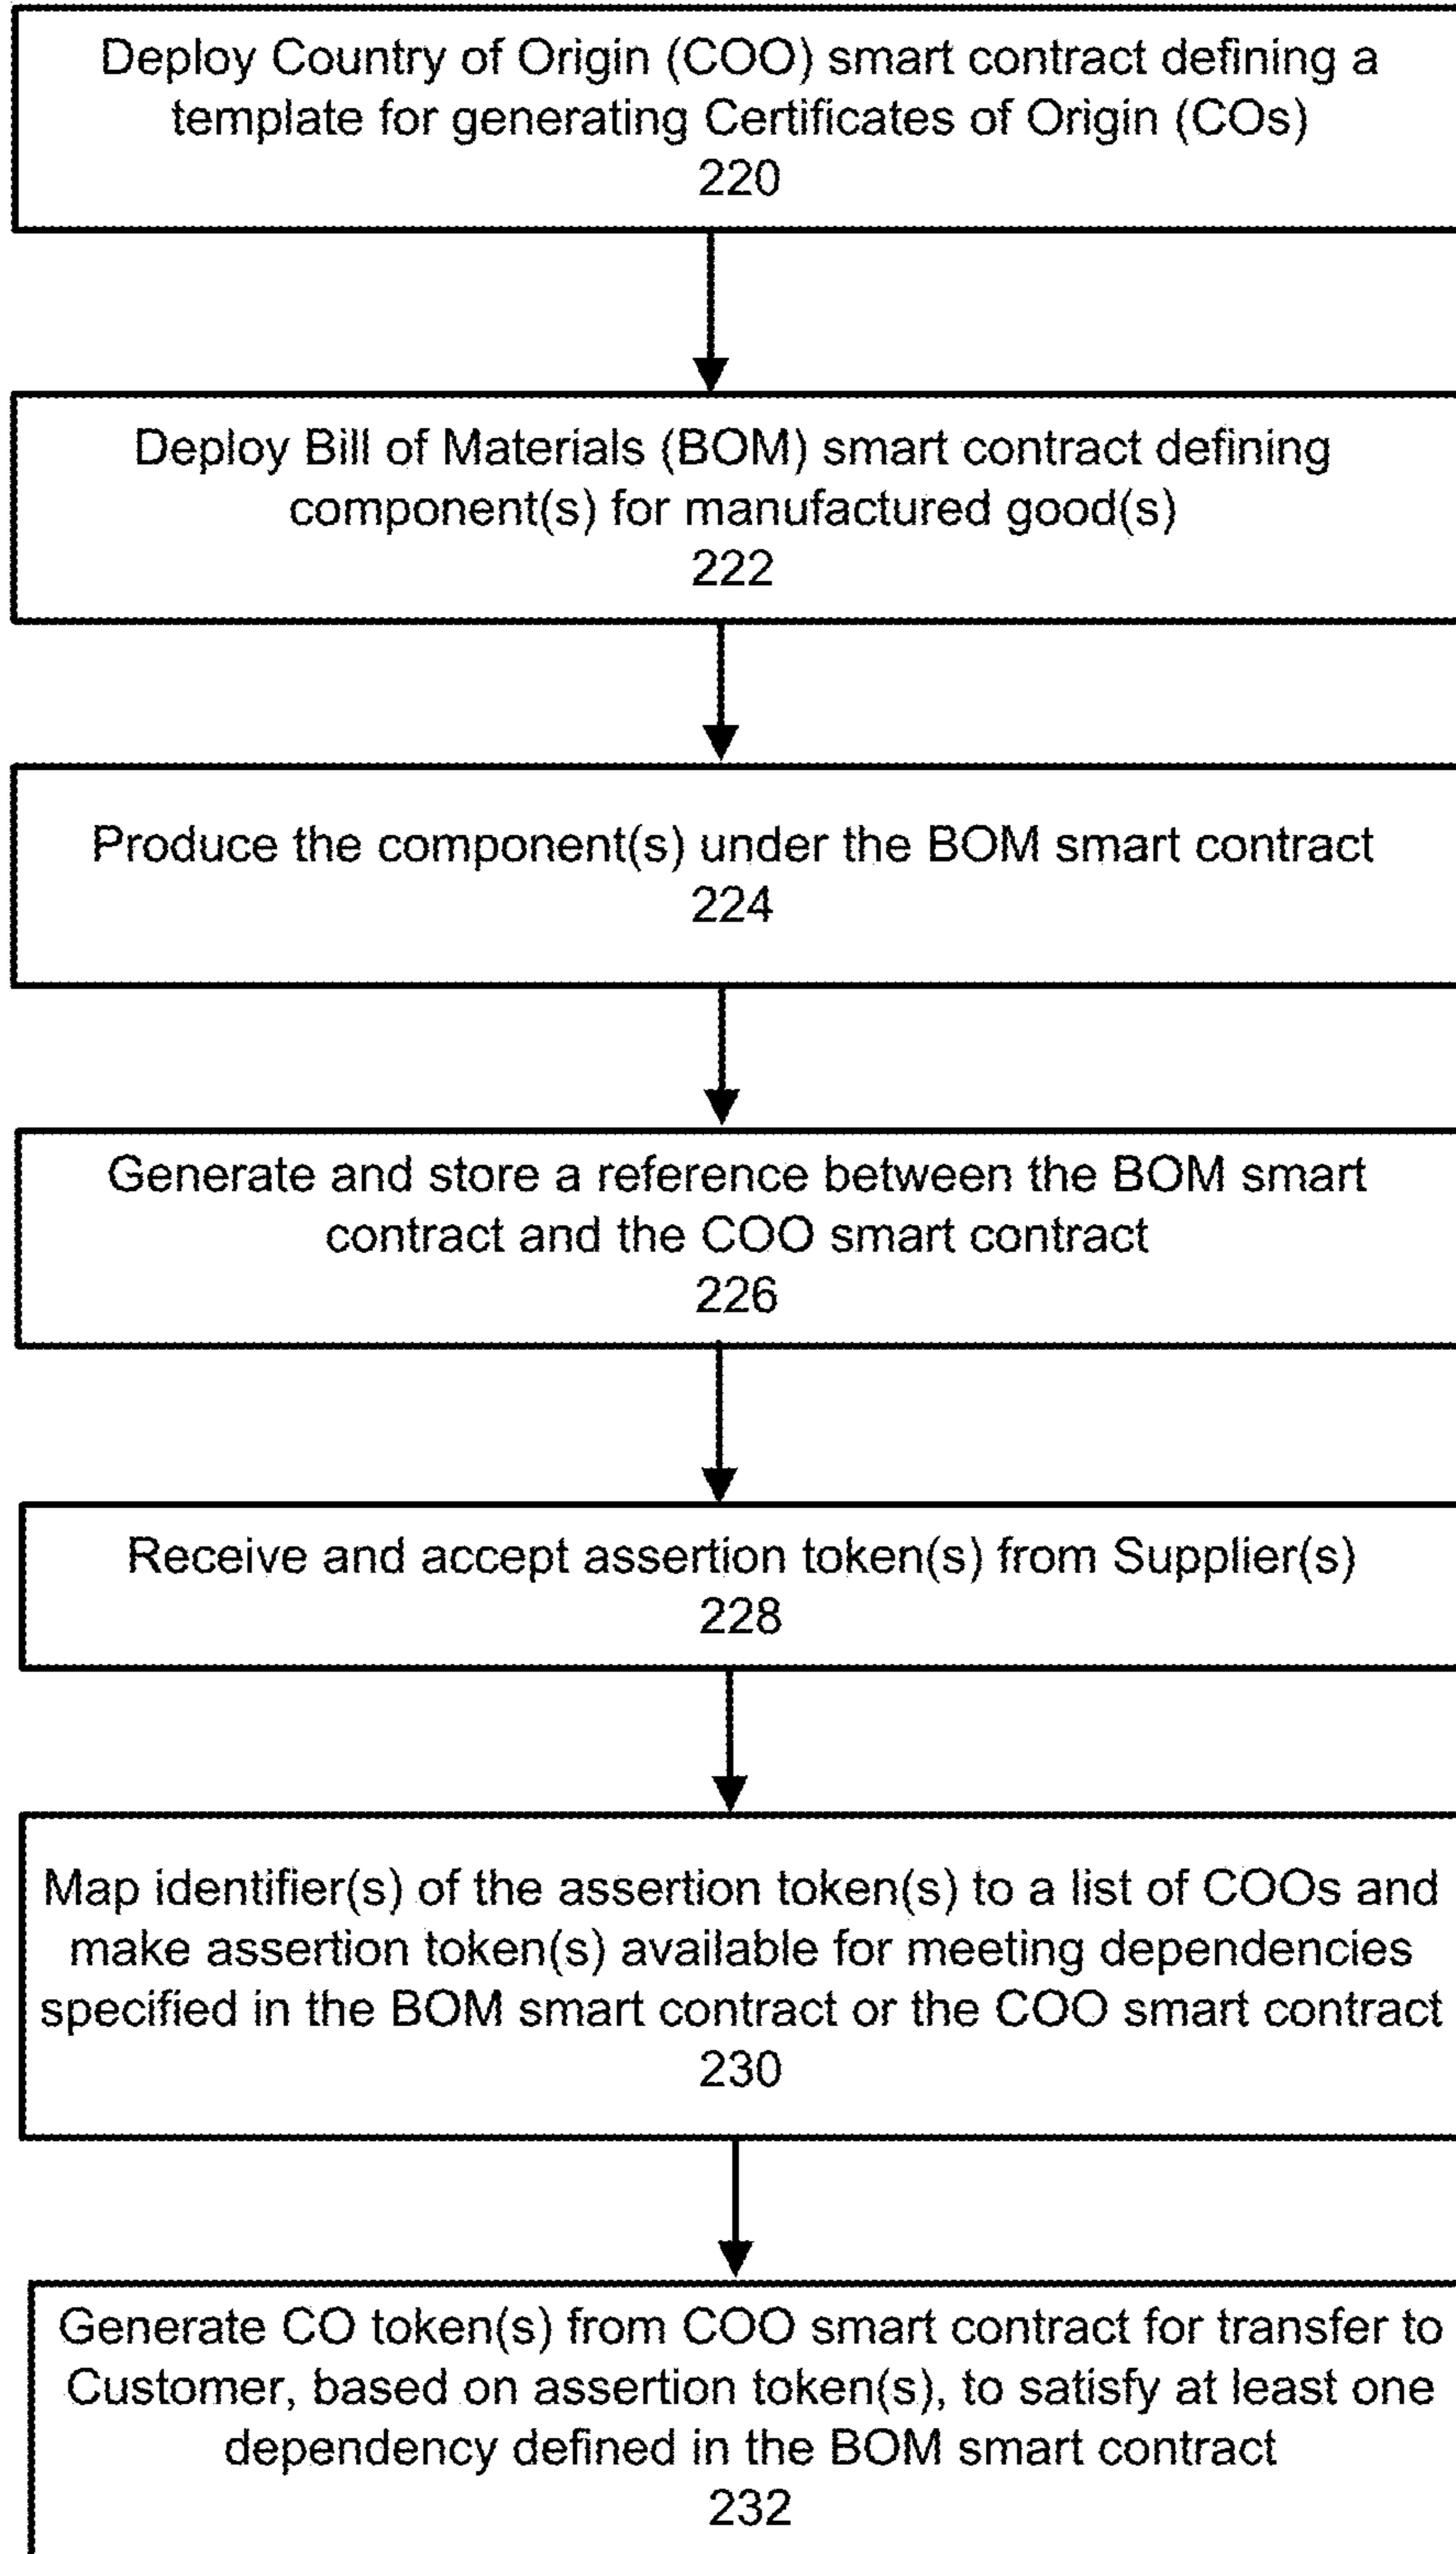 Deploy Country of Origin (COO) smart contract defining a
template for generating Certificates of Origin (COs)
220
Deploy Bill of Materials (BOM) smart contract defining
component(s) for manufactured good(s)
222
Produce the component(s) under the BOM smart contract
224
Generate and store a reference between the BOM smart
contract and the COO smart contract
226
Receive and accept assertion token(s) from Supplier(s)
228
Map identifier(s) of the assertion token(s) to a list of COOs and
make assertion token(s) available for meeting dependencies
specified in the BOM smart contract or the COO smart contract
230
Generate CO token(s) from COO smart contract for transfer to
Customer, based on assertion token(s), to satisfy at least one
dependency defined in the BOM smart contract
232